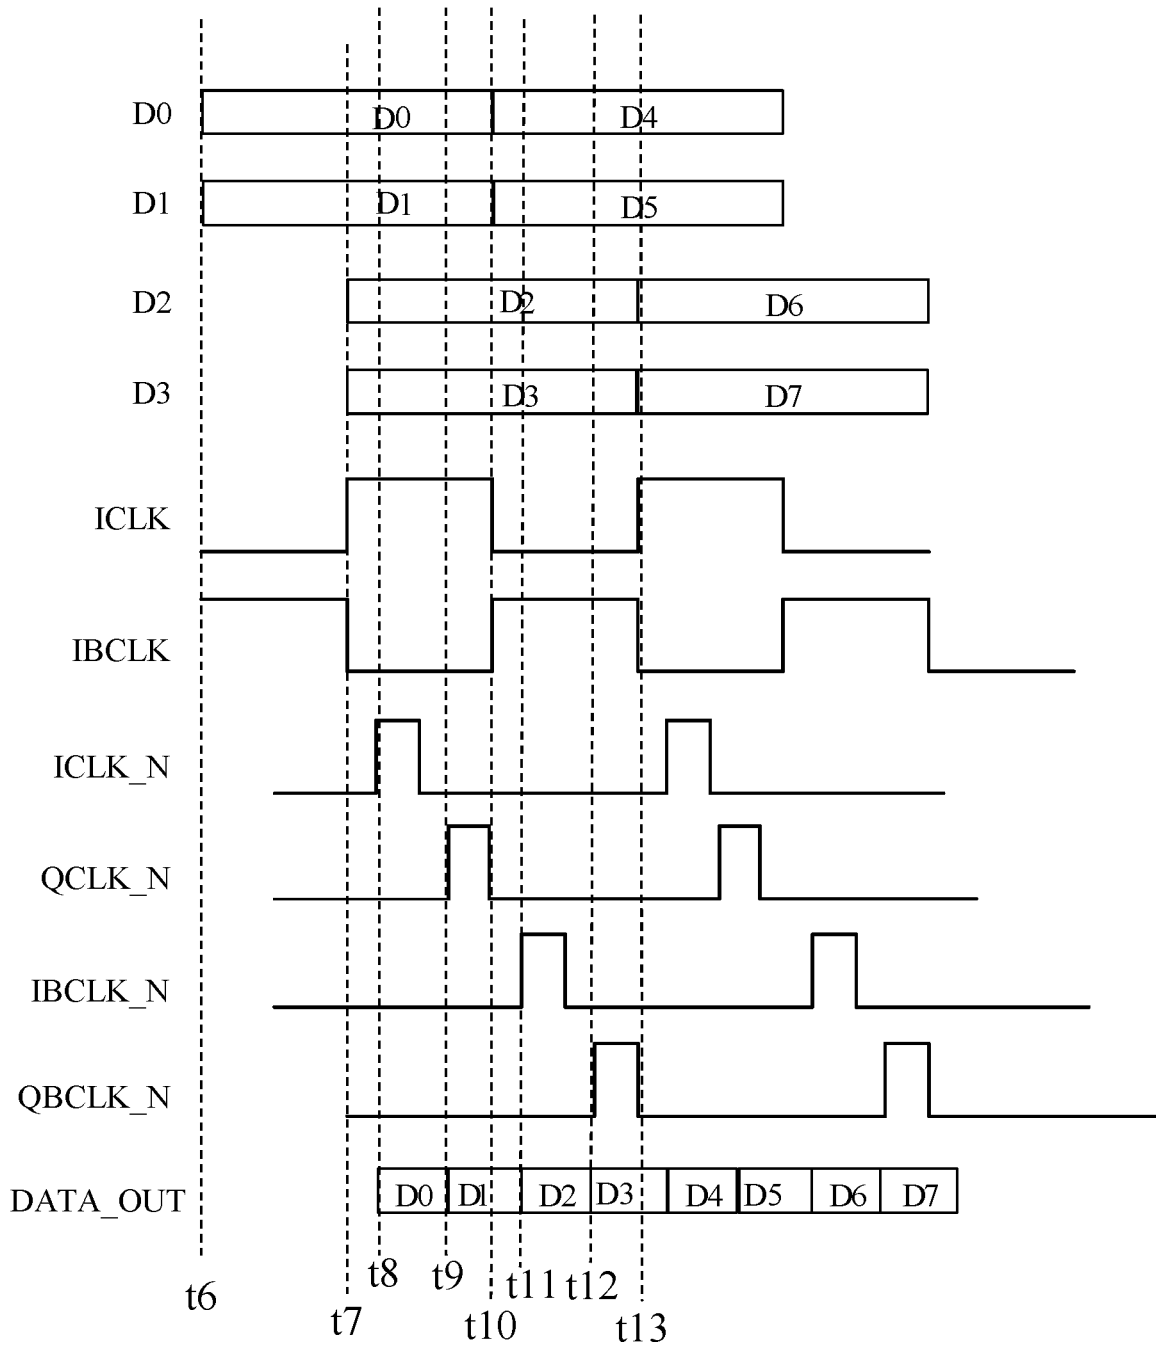 D0 D0 D4
D1 D1 D5
D2 D2 D6
D3 D3 D7
ICLK
IBCLK
ICLK_N
QCLK_N
IBCLK_N
QBCLK_N
DATA_OUT D0 D1 D2 D3 D4 D5 D6 D7
t6 t7 t8 t9 t10 t11 t12 t13